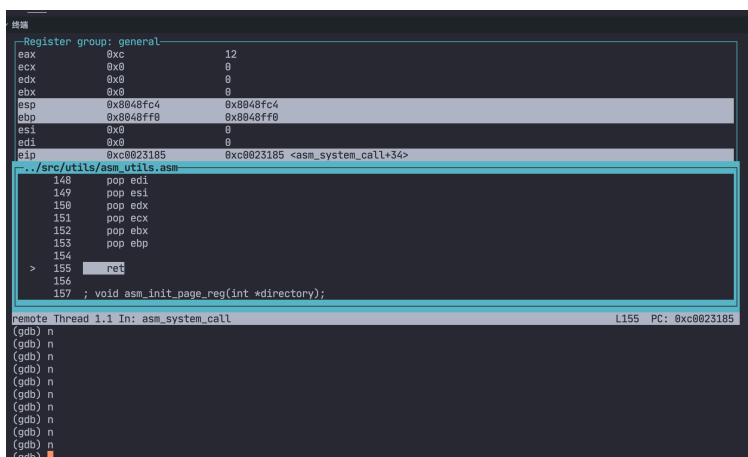 终端
Register group: general
eax 0xc 12
ecx 0x0 0
edx 0x0 0
ebx 0x0 0
esp 0x8048fc4 0x8048fc4
ebp 0x8048ff0 0x8048ff0
esi 0x0 0
edi 0x0 0
eip 0xc0023185 0xc0023185 <asm_system_call+34>
../src/utils/asm_utils.asm
148 pop edi
149 pop esi
150 pop edx
151 pop ecx
152 pop ebx
153 pop ebp
154
> 155 ret
156
157 ; void asm_init_page_reg(int *directory);
remote Thread 1.1 In: asm_system_call L155 PC: 0xc0023185
(gdb) n
(gdb) n
(gdb) n
(gdb) n
(gdb) n
(gdb) n
(gdb) n
(gdb) n
(gdb) n
(gdb) n
(gdb)